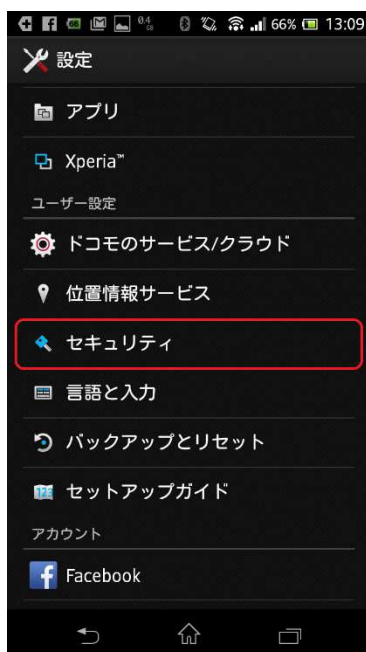 66% 13:09
設定
アプリ
Xperia™
ユーザー設定
ドコモのサービス/クラウド
位置情報サービス
セキュリティ
言語と入力
バックアップとリセット
セットアップガイド
アカウント
Facebook